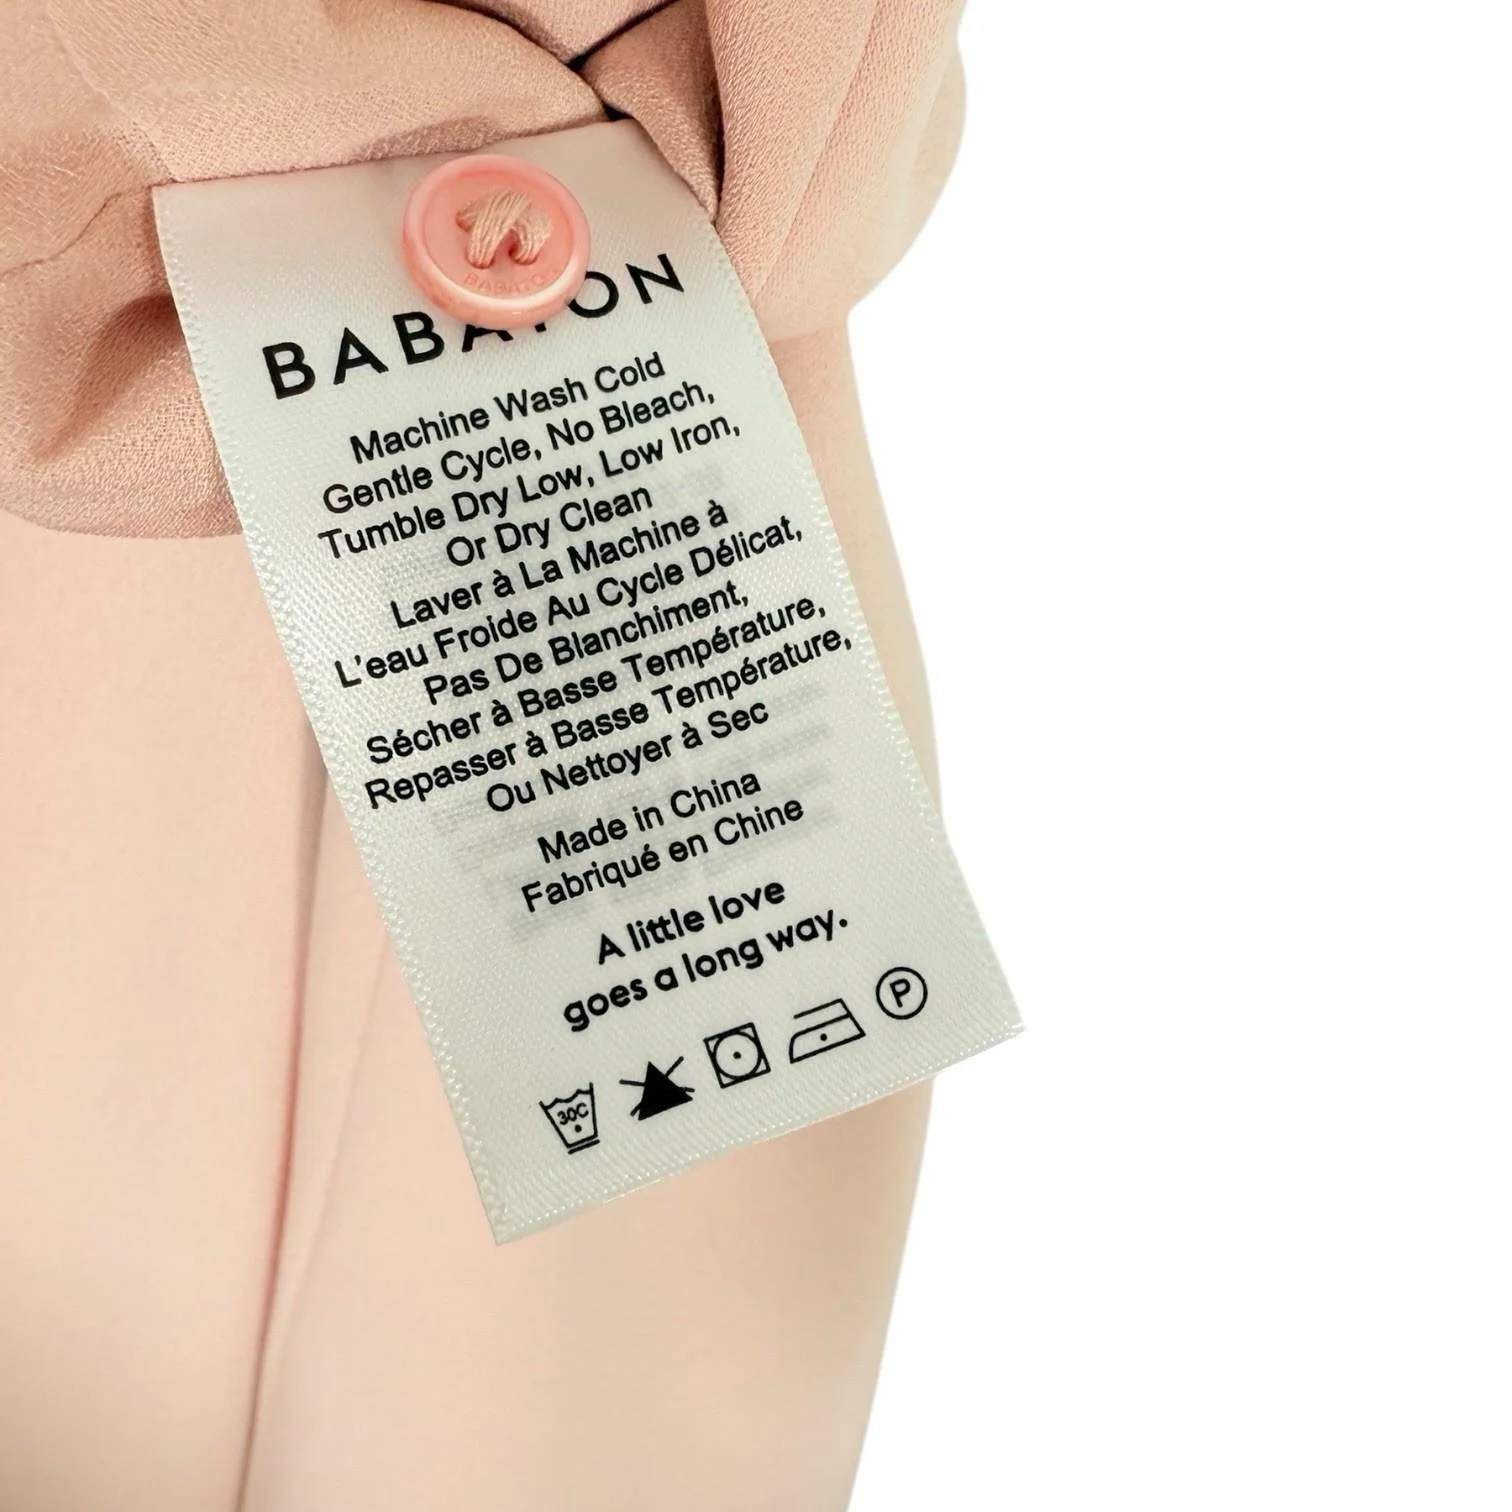 BABATON
BABATON
Machine Wash Cold
Gentle Cycle, No Bleach,
Tumble Dry Low, Low Iron,
Or Dry Clean
Laver à La Machine à
L'eau Froide Au Cycle Délicat,
Pas De Blanchiment,
Sécher à Basse Température,
Repasser à Basse Température,
Ou Nettoyer à Sec
Made in China
Fabriqué en Chine
A little love
goes a long way.
30C
P